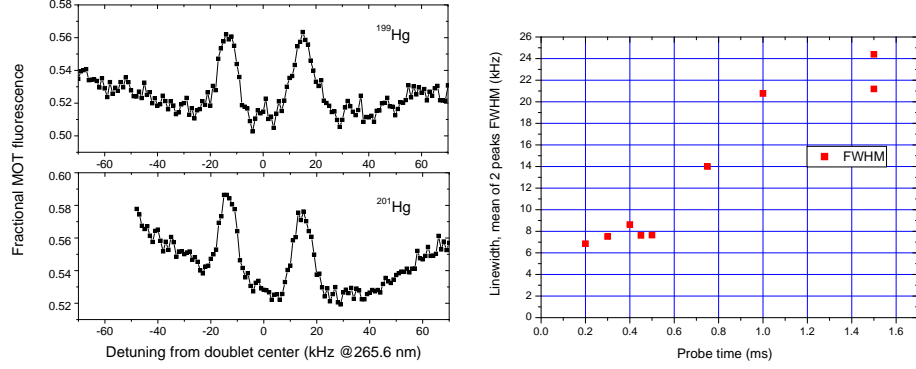 0.58
0.56
0.54
0.52
0.50
¹⁹⁹Hg
-60 -40 -20 0 20 40 60
0.60
0.58
0.56
0.54
0.52
²⁰¹Hg
-60 -40 -20 0 20 40 60
Fractional MOT fluorescence
Detuning from doublet center (kHz @265.6 nm)
26
24
22
20
18
16
14
12
10
8
6
4
2
0
Linewidth, mean of 2 peaks FWHM (kHz)
FWHM
0.0 0.2 0.4 0.6 0.8 1.0 1.2 1.4 1.6
Probe time (ms)